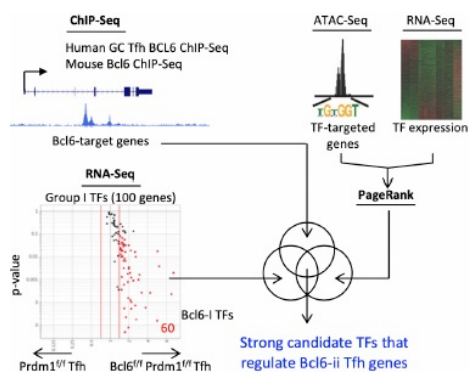 ChIP-Seq
Human GC Tfh BCL6 ChIP-Seq
Mouse Bcl6 ChIP-Seq
Bcl6-target genes
ATAC-Seq
RNA-Seq
TF-targeted
genes
TF expression
PageRank
RNA-Seq
Group I TFs (100 genes)
p-value
Bcl6-I TFs
60
Prdm1f/f Tfh
Bcl6f/f Prdm1f/f Tfh
Strong candidate TFs that
regulate Bcl6-ii Tfh genes